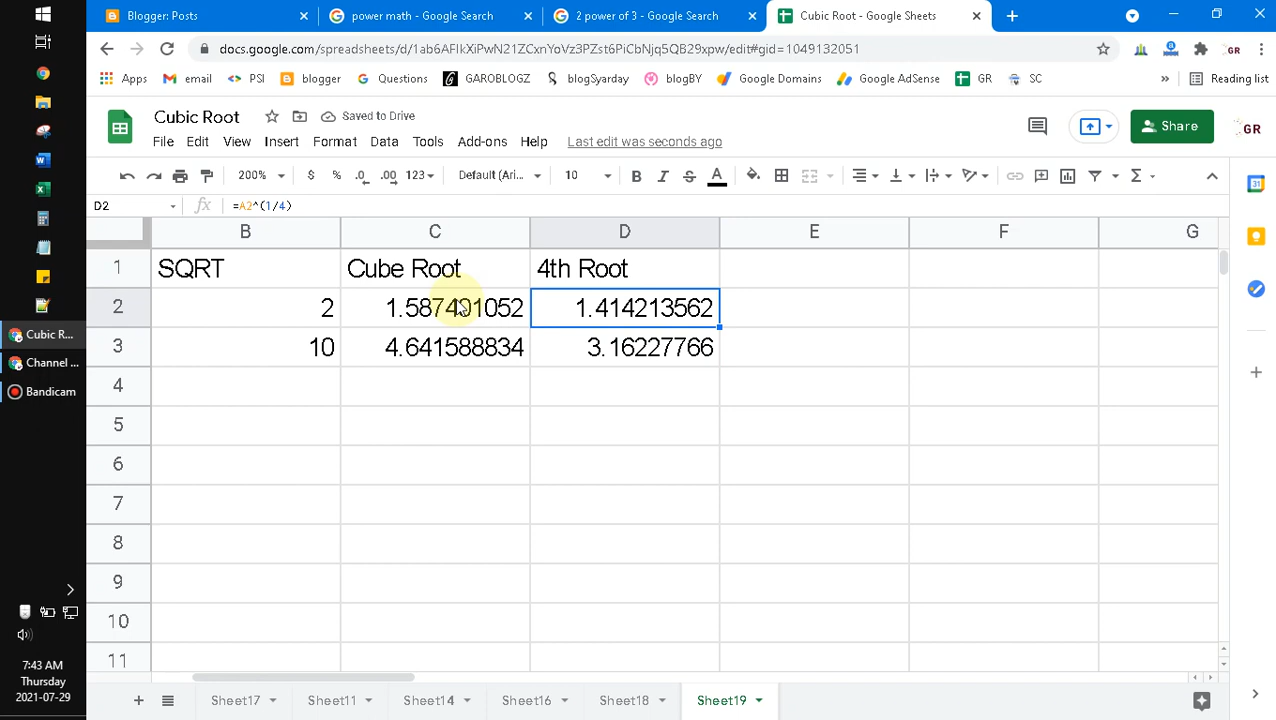 Blogger: Posts
power math - Google Search
2 power of 3 - Google Search
Cubic Root - Google Sheets
docs.google.com/spreadsheets/d/1ab6AFIkXiPwN21ZCxnYoVz3PZst6PiCbNjq5QB29xpw/edit#gid=1049132051
Apps
email
PSI
blogger
Questions
GAROBLOGZ
blogSyarday
blogBY
Google Domains
Google AdSense
GR
SC
»
Reading list
Cubic Root
Saved to Drive
File Edit View Insert Format Data Tools Add-ons Help Last edit was seconds ago
Share
GR
200% $ % .0 .00 123 Default (Ari... 10 B I S A Σ
D2 fx =A2^(1/4)
B C D E F G
1 SQRT Cube Root 4th Root
2 2 1.587401052 1.414213562
3 10 4.641588834 3.16227766
4
5
6
7
8
9
10
11
Sheet17 Sheet11 Sheet14 Sheet16 Sheet18 Sheet19
Cubic R...
Channel ...
Bandicam
7:43 AM
Thursday
2021-07-29
31